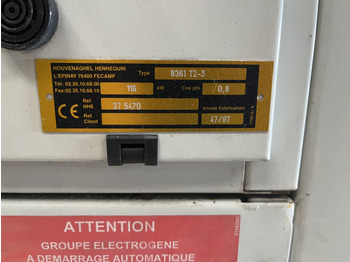 HOUVENAGHEL HENNEQUIN
L'EPINAY 76400 FECAMP Type 8361 TZ-3
Tél: 02.35.10.68.00
Fax: 02.35.10.68.10 116 kW Cos phi 0,8
CE Ref. HHE 37 5470 Année Fabrication
Ref. Client 47/97
ATTENTION
GROUPE ELECTROGENE
A DEMARRAGE AUTOMATIQUE